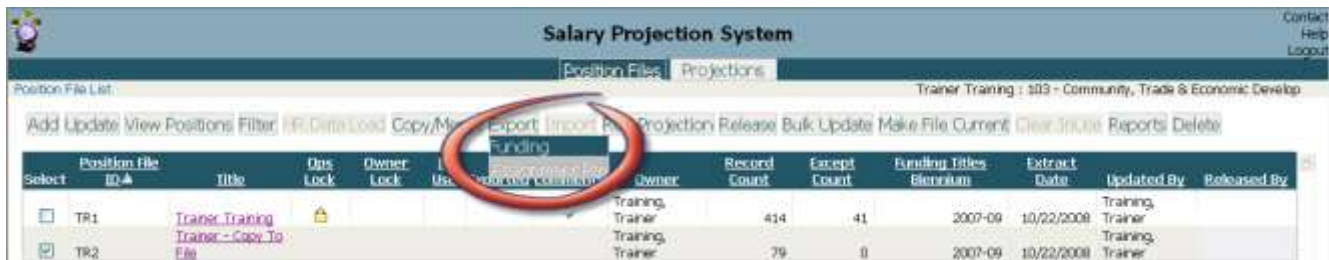 Contact
Salary Projection System
Help
Logout
Position Files Projections
Position File List
Trainer Training : 103 - Community, Trade & Economic Develop
Add Update View Positions Filter HR Data Load Export Import Projection Release Bulk Update Make File Current Clear InUse Reports Delete
Funding
Position File Ops Owner Record Except Funding Titles Extract
Select ID Title Lock Lock Owner Count Count Biennium Date Updated By Released By
Training, Training,
TR1 Trainer Training Trainer 414 41 2007-09 10/22/2008 Trainer
Trainer - Copy To Training, Training,
TR2 File Trainer 79 0 2007-09 10/22/2008 Trainer